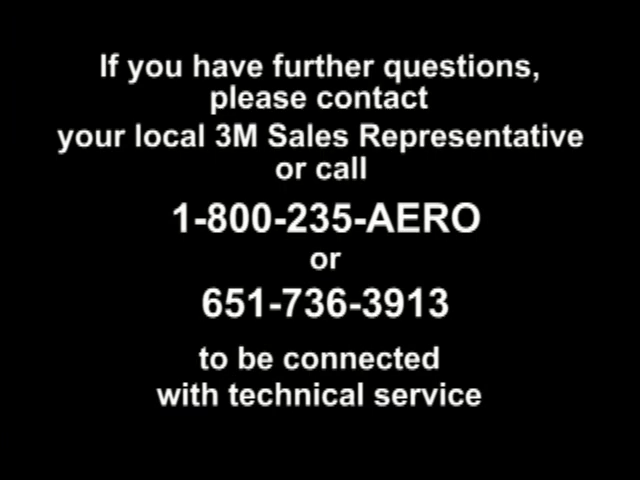 If you have further questions,
please contact
your local 3M Sales Representative
or call
1-800-235-AERO
or
651-736-3913
to be connected
with technical service